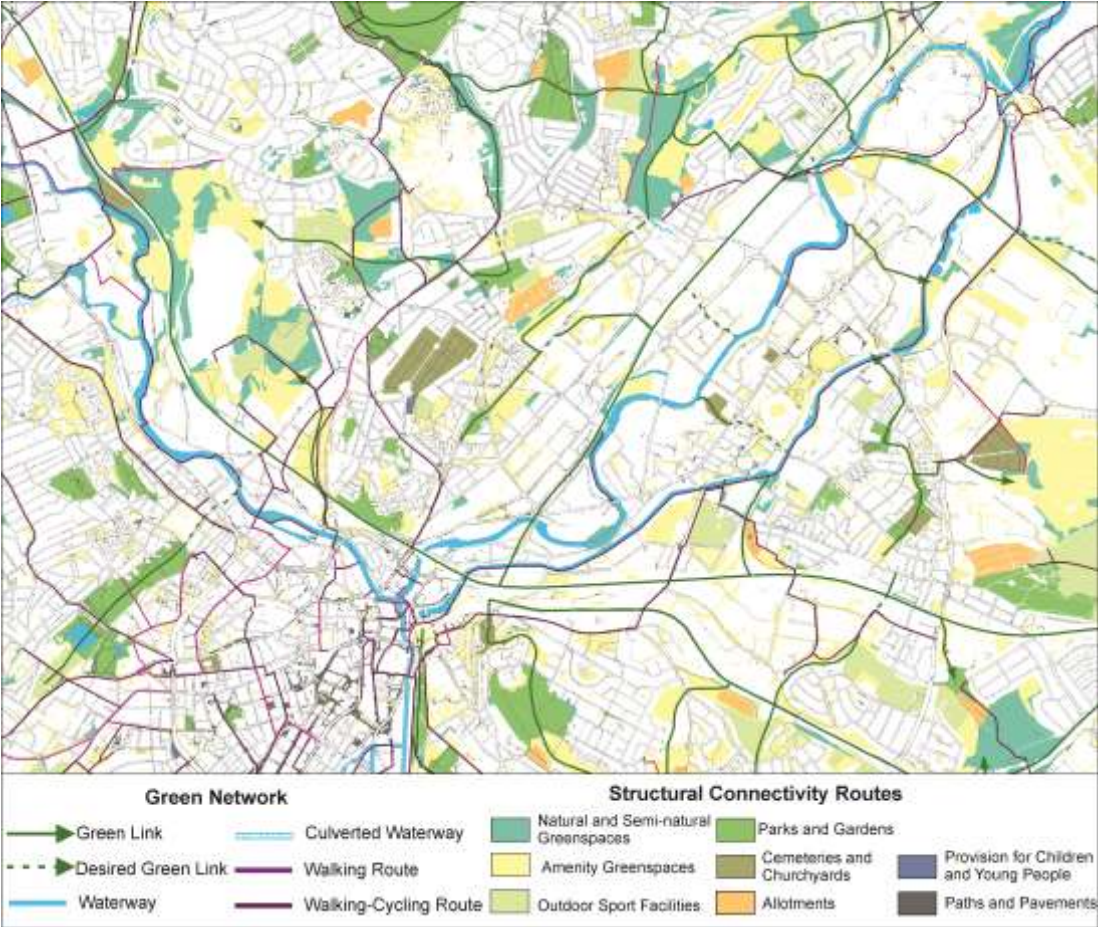 Green Network
Structural Connectivity Routes
Green Link
Desired Green Link
Waterway
Culverted Waterway
Walking Route
Walking-Cycling Route
Natural and Semi-natural
Greenspaces
Amenity Greenspaces
Outdoor Sport Facilities
Parks and Gardens
Cemeteries and
Churchyards
Allotments
Provision for Children
and Young People
Paths and Pavements